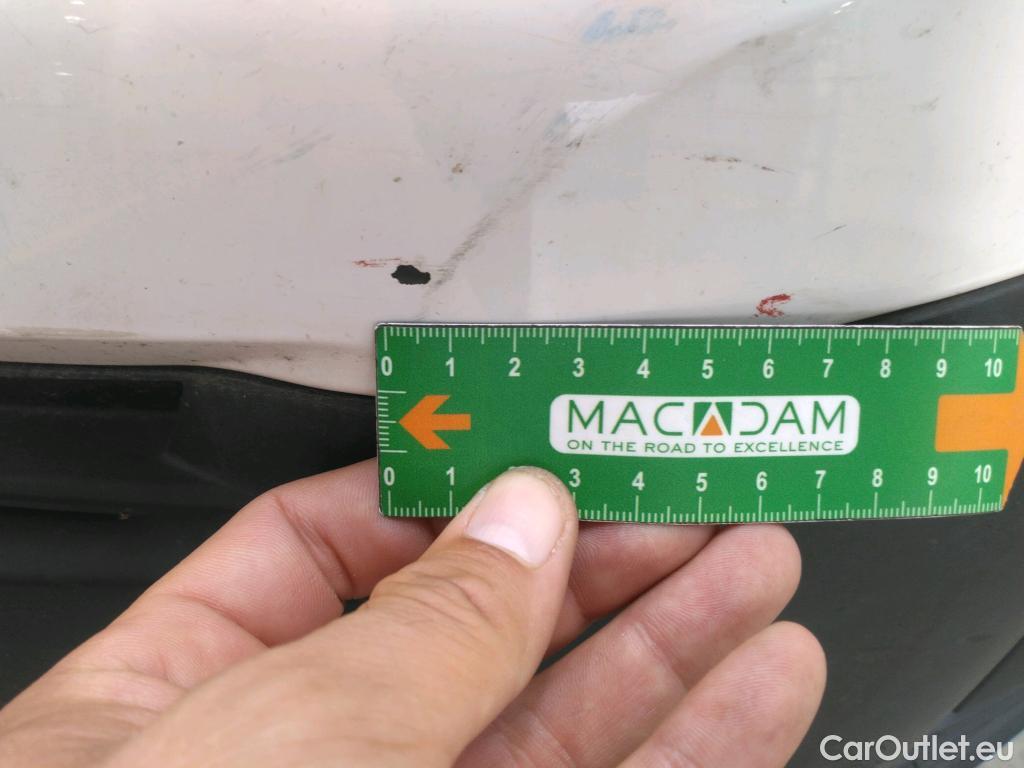 0 1 2 3 4 5 6 7 8 9 10
MACADAM
ON THE ROAD TO EXCELLENCE
0 1 3 4 5 6 7 8 9 10
CarOutlet.eu